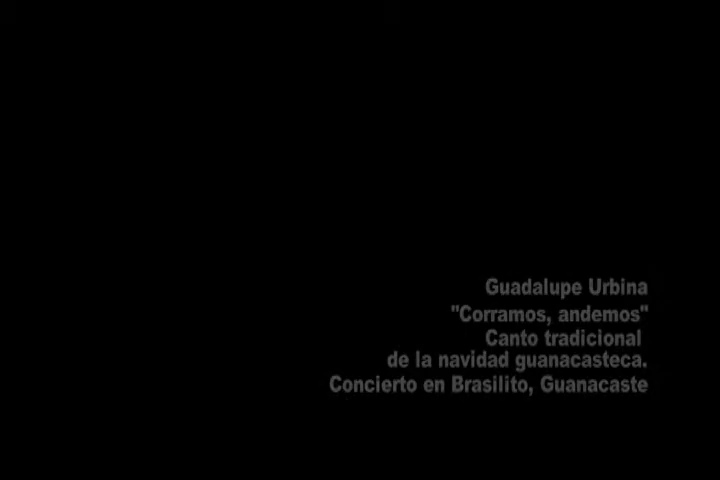 Guadalupe Urbina
"Corramos, andemos"
Canto tradicional
de la navidad guanacasteca.
Concierto en Brasilito, Guanacaste